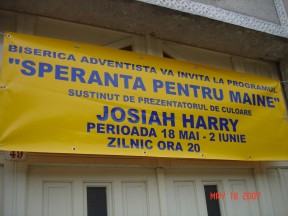 BISERICA ADVENTISTA VA INVITA LA PROGRAMUL
"SPERANTA PENTRU MAINE"
SUSTINUT DE PREZENTATORUL DE CULOARE
JOSIAH HARRY
PERIOADA 18 MAI - 2 IUNIE
ZILNIC ORA 20
49
MAY 18 2007